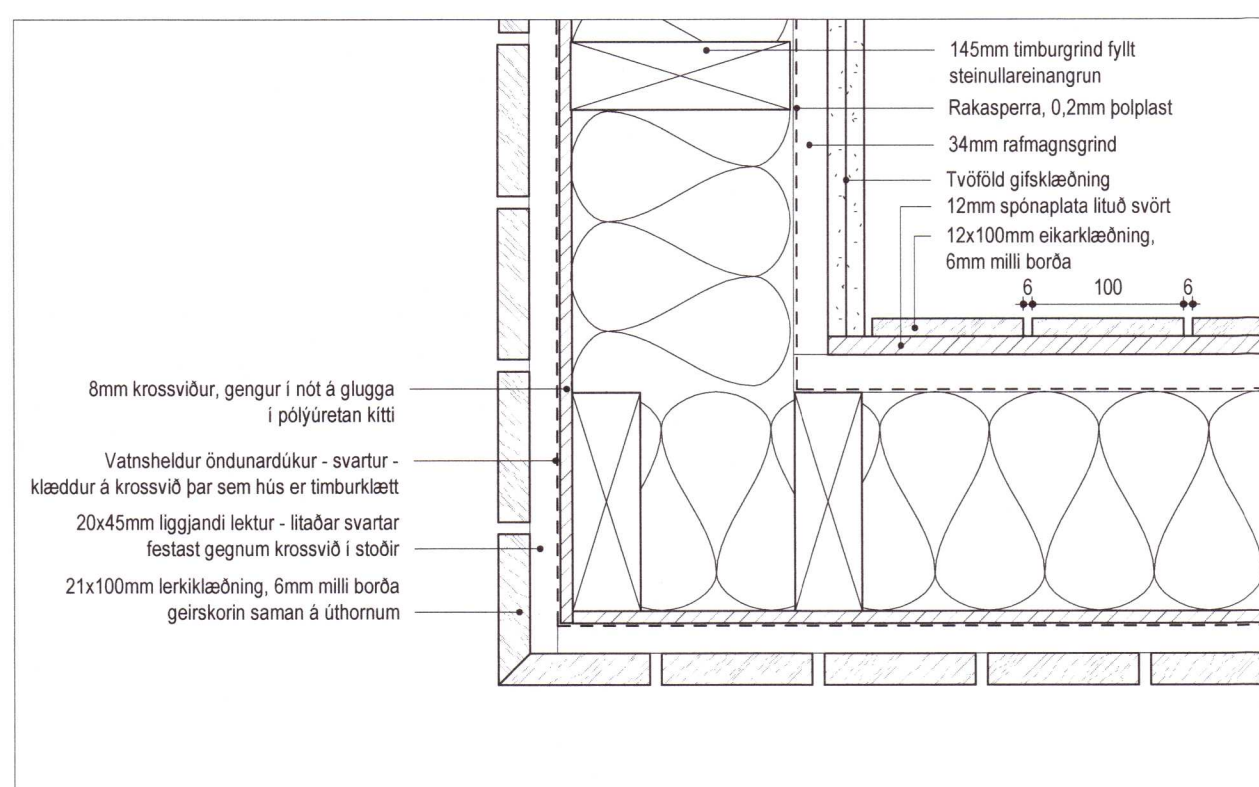 145mm timburgrind fyllt
steinullareinangrun
Rakasperra, 0,2mm þolplast
34mm rafmagnsgrind
Tvöföld gifsklæðning
12mm spónaplata lituð svört
12x100mm eikarklæðning,
6mm milli borða
6 100 6
8mm krossviður, gengur í nót á glugga
í pólýúretan kítti
Vatnsheldur öndunardúkur - svartur -
klæddur á krossvið þar sem hús er timburklætt
20x45mm liggjandi lektur - litaðar svartar
festast gegnum krossvið í stoðir
21x100mm lerkiklæðning, 6mm milli borða
geirskorin saman á úthornum